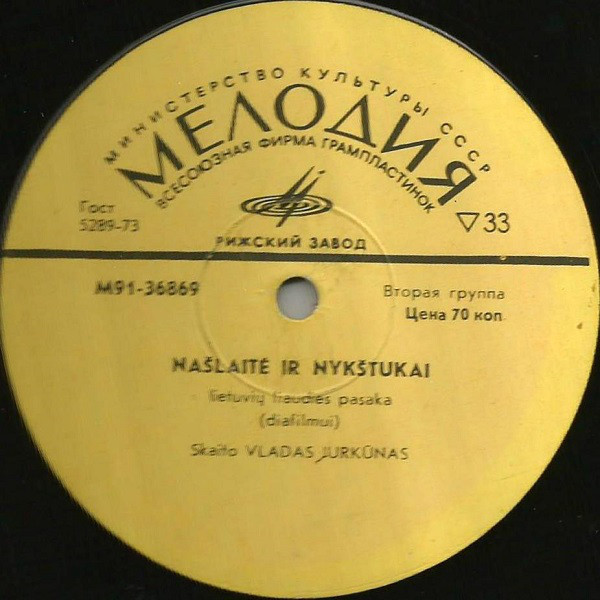 МИНИСТЕРСТВО КУЛЬТУРЫ СССР
МЕЛОДИЯ
ВСЕСОЮЗНАЯ ФИРМА ГРАМПЛАСТИНОК
Гост
5289-73
▽33
РИЖСКИЙ ЗАВОД
М91-36869
Вторая группа
Цена 70 коп
NAŠLAITĖ IR NYKŠTUKAI
lietuvių liaudies pasaka
(diafilmui)
Skaito VLADAS JURKŪNAS